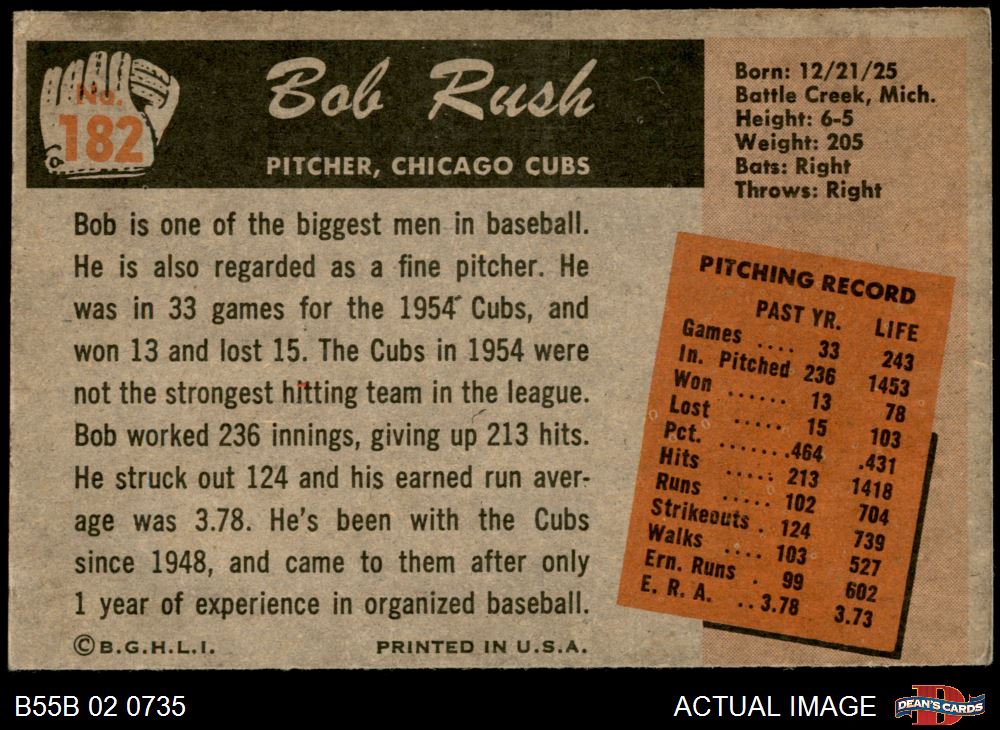 No.
182
Bob Rush
PITCHER, CHICAGO CUBS
Born: 12/21/25
Battle Creek, Mich.
Height: 6-5
Weight: 205
Bats: Right
Throws: Right
Bob is one of the biggest men in baseball.
He is also regarded as a fine pitcher. He
was in 33 games for the 1954 Cubs, and
won 13 and lost 15. The Cubs in 1954 were
not the strongest hitting team in the league.
Bob worked 236 innings, giving up 213 hits.
He struck out 124 and his earned run aver-
age was 3.78. He's been with the Cubs
since 1948, and came to them after only
1 year of experience in organized baseball.
©B.G.H.L.I. PRINTED IN U.S.A.
PITCHING RECORD
PAST YR. LIFE
Games .... 33 243
In. Pitched 236 1453
Won ...... 13 78
Lost ..... 15 103
Pct. .......464 .431
Hits ..... 213 1418
Runs ..... 102 704
Strikeouts . 124 739
Walks .... 103 527
Ern. Runs . 99 602
E. R. A. ..3.78 3.73
B55B 02 0735
ACTUAL IMAGE
DEAN'S CARDS